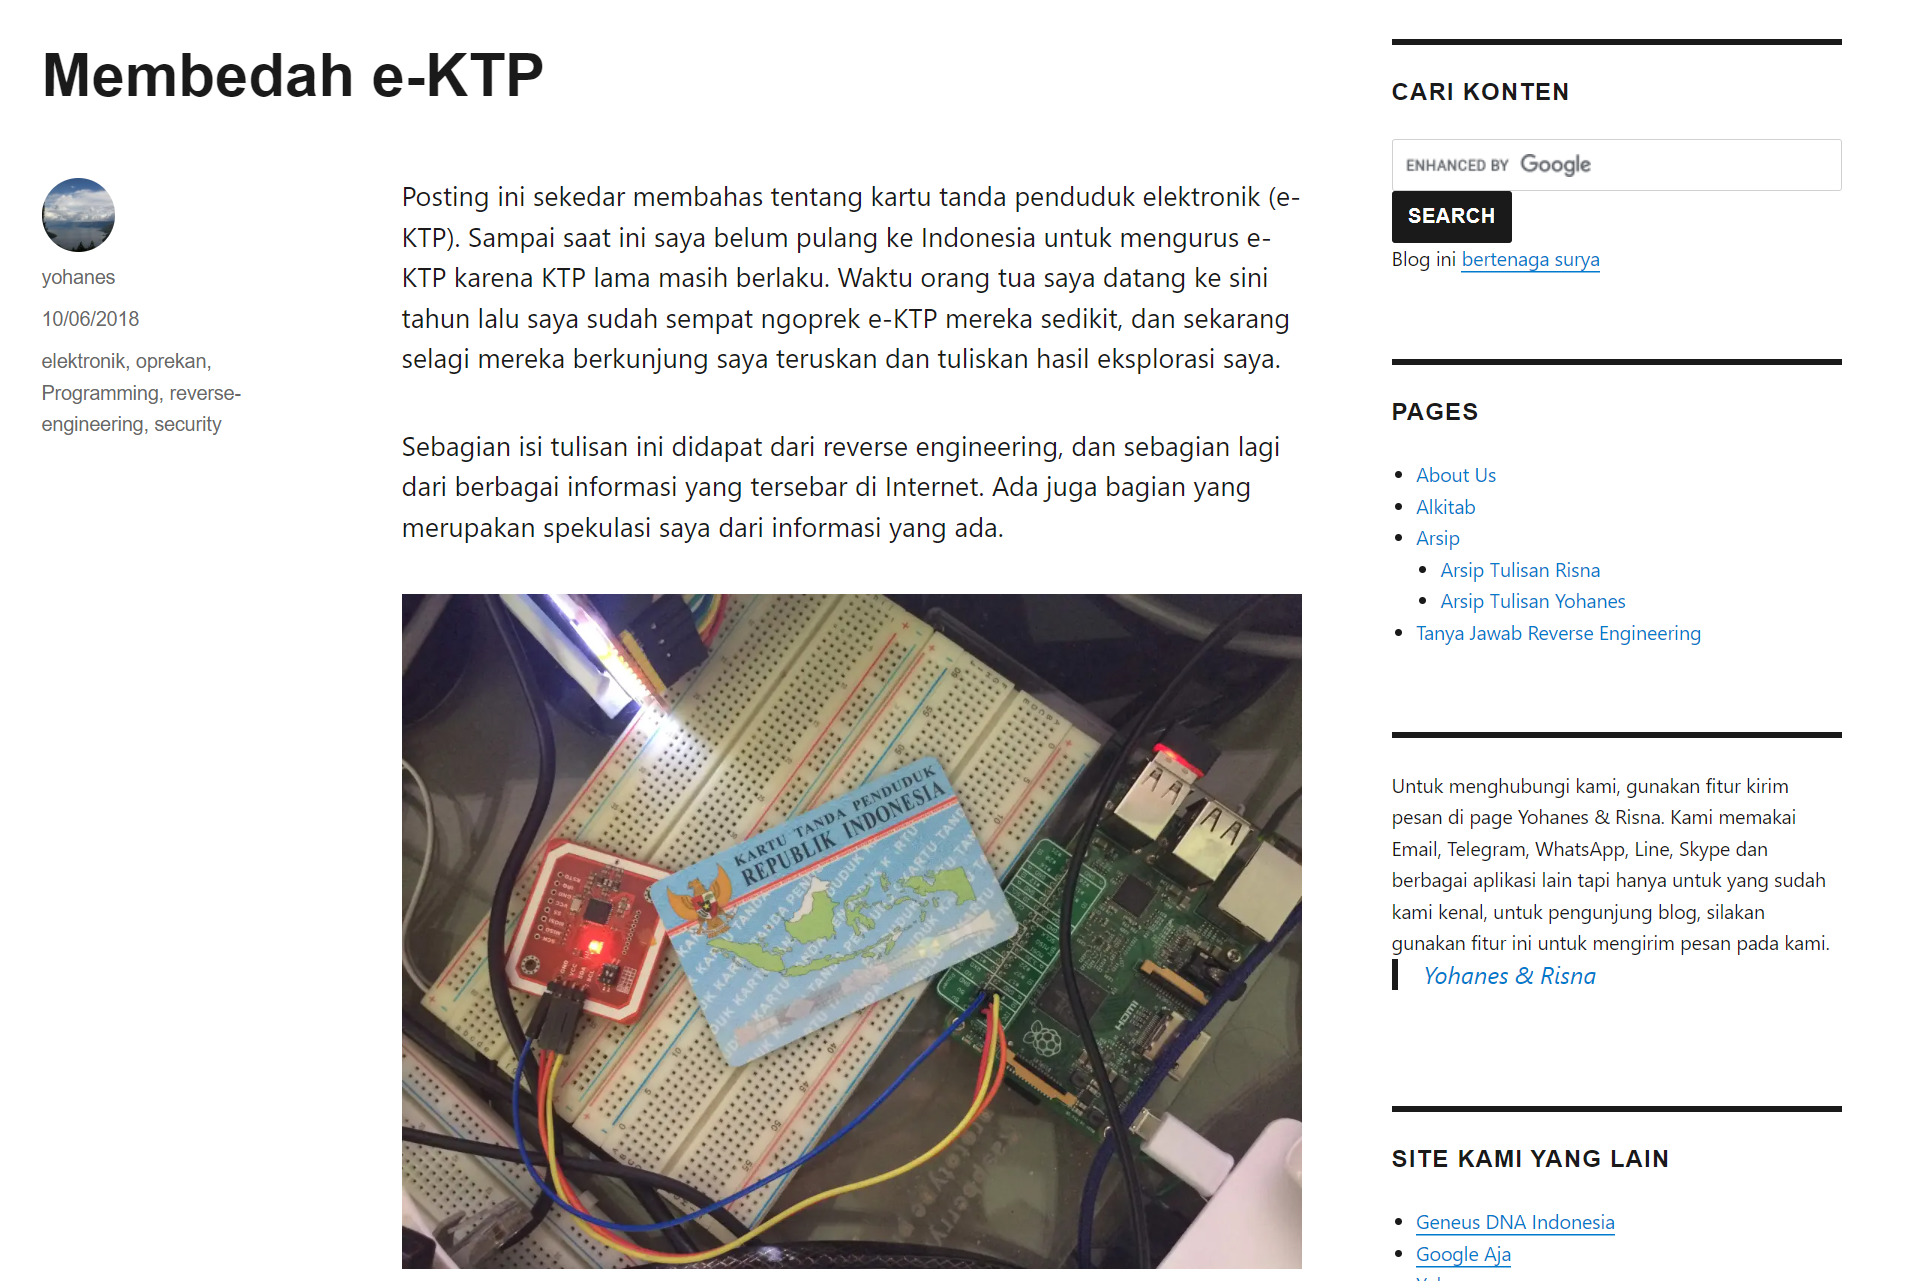 Membedah e-KTP
yohanes
10/06/2018
elektronik, oprekan,
Programming, reverse-
engineering, security
Posting ini sekedar membahas tentang kartu tanda penduduk elektronik (e-
KTP). Sampai saat ini saya belum pulang ke Indonesia untuk mengurus e-
KTP karena KTP lama masih berlaku. Waktu orang tua saya datang ke sini
tahun lalu saya sudah sempat ngoprek e-KTP mereka sedikit, dan sekarang
selagi mereka berkunjung saya teruskan dan tuliskan hasil eksplorasi saya.
Sebagian isi tulisan ini didapat dari reverse engineering, dan sebagian lagi
dari berbagai informasi yang tersebar di Internet. Ada juga bagian yang
merupakan spekulasi saya dari informasi yang ada.
KARTU TANDA PENDUDUK
REPUBLIK INDONESIA
HDMI
CARI KONTEN
ENHANCED BY Google
SEARCH
Blog ini bertenaga surya
PAGES
About Us
Alkitab
Arsip
Arsip Tulisan Risna
Arsip Tulisan Yohanes
Tanya Jawab Reverse Engineering
Untuk menghubungi kami, gunakan fitur kirim
pesan di page Yohanes & Risna. Kami memakai
Email, Telegram, WhatsApp, Line, Skype dan
berbagai aplikasi lain tapi hanya untuk yang sudah
kami kenal, untuk pengunjung blog, silakan
gunakan fitur ini untuk mengirim pesan pada kami.
Yohanes & Risna
SITE KAMI YANG LAIN
Geneus DNA Indonesia
Google Aja